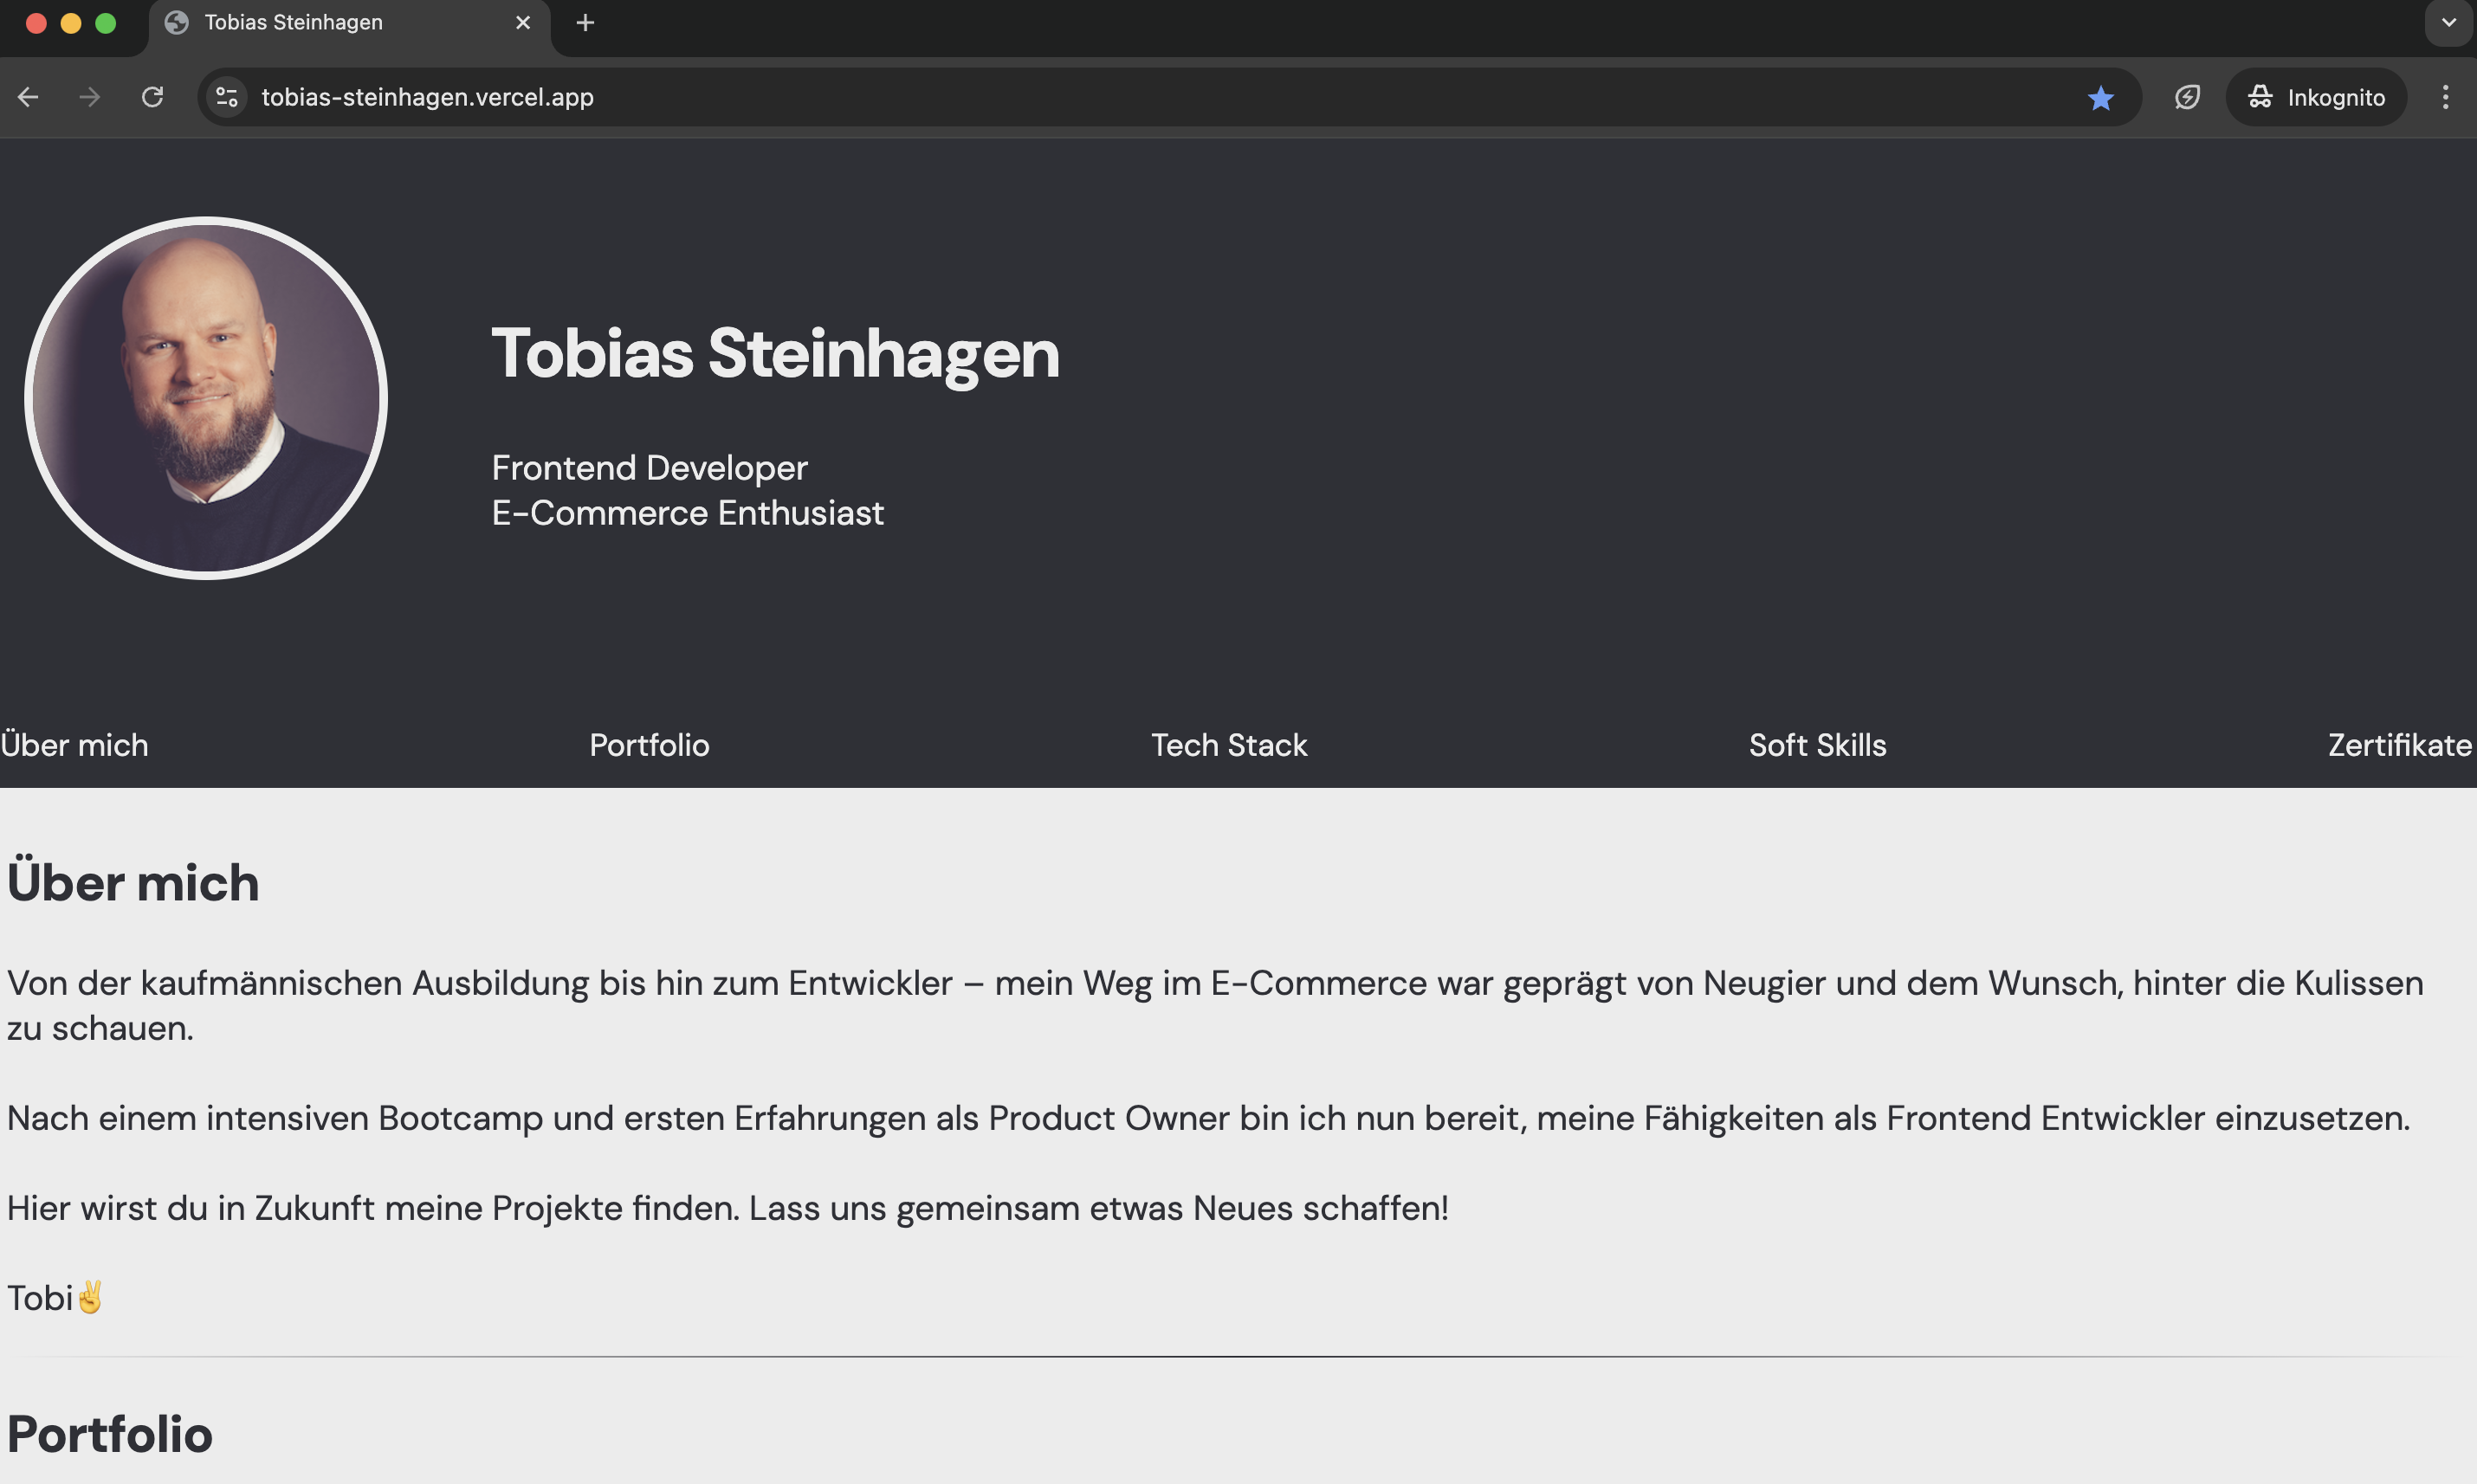 Tobias Steinhagen
tobias-steinhagen.vercel.app
Inkognito
Tobias Steinhagen
Frontend Developer
E-Commerce Enthusiast
Über mich
Portfolio
Tech Stack
Soft Skills
Zertifikate
Über mich
Von der kaufmännischen Ausbildung bis hin zum Entwickler – mein Weg im E-Commerce war geprägt von Neugier und dem Wunsch, hinter die Kulissen
zu schauen.
Nach einem intensiven Bootcamp und ersten Erfahrungen als Product Owner bin ich nun bereit, meine Fähigkeiten als Frontend Entwickler einzusetzen.
Hier wirst du in Zukunft meine Projekte finden. Lass uns gemeinsam etwas Neues schaffen!
Tobi✌️
Portfolio